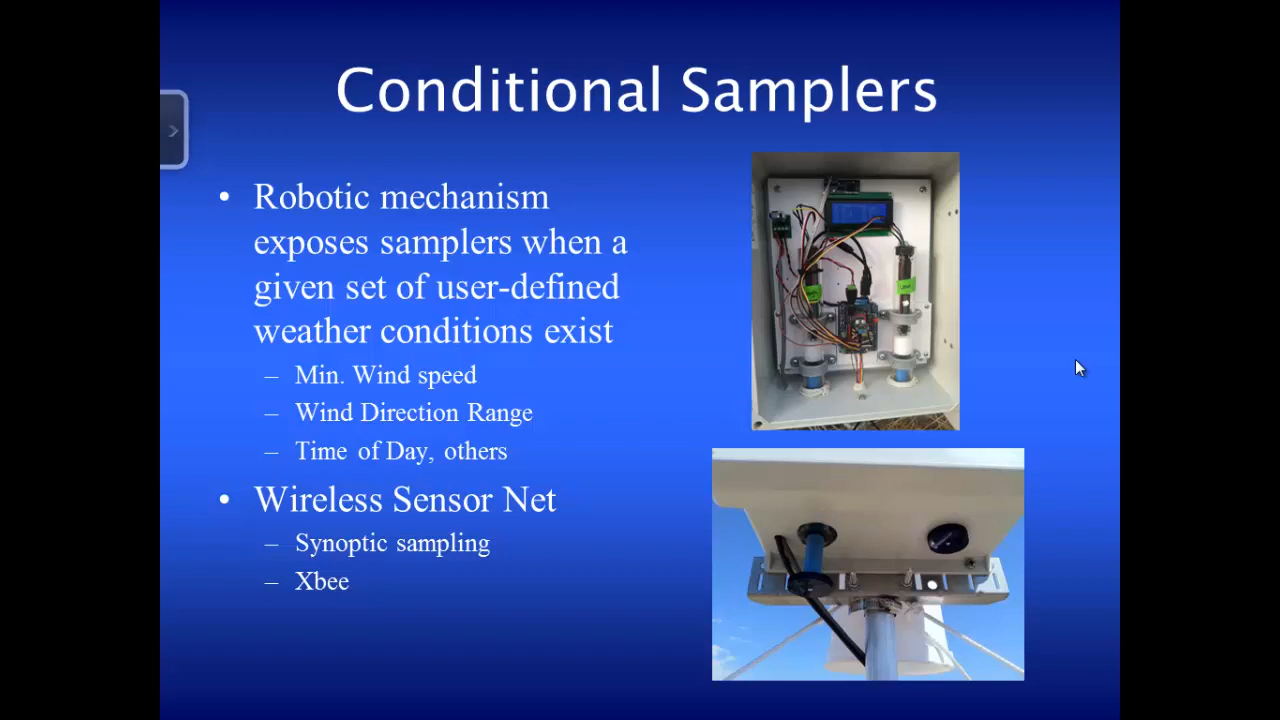 Conditional Samplers
• Robotic mechanism
exposes samplers when a
given set of user-defined
weather conditions exist
– Min. Wind speed
– Wind Direction Range
– Time of Day, others
• Wireless Sensor Net
– Synoptic sampling
– Xbee